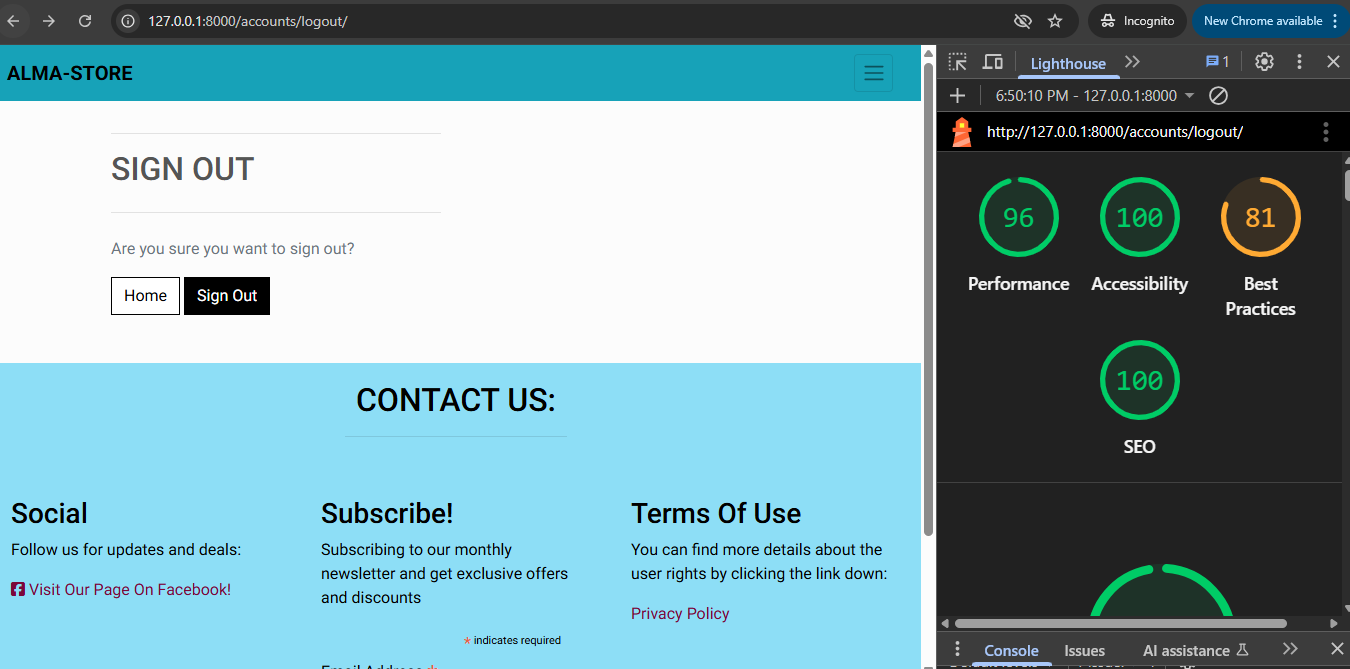 127.0.0.1:8000/accounts/logout/
Incognito
New Chrome available
ALMA-STORE
SIGN OUT
Are you sure you want to sign out?
Home
Sign Out
CONTACT US:
Social
Follow us for updates and deals:
Visit Our Page On Facebook!
Subscribe!
Subscribing to our monthly
newsletter and get exclusive offers
and discounts
* indicates required
Email Address *
Terms Of Use
You can find more details about the
user rights by clicking the link down:
Privacy Policy
Lighthouse
1
6:50:10 PM - 127.0.0.1:8000
http://127.0.0.1:8000/accounts/logout/
96
Performance
100
Accessibility
81
Best
Practices
100
SEO
Console
Issues
AI assistance